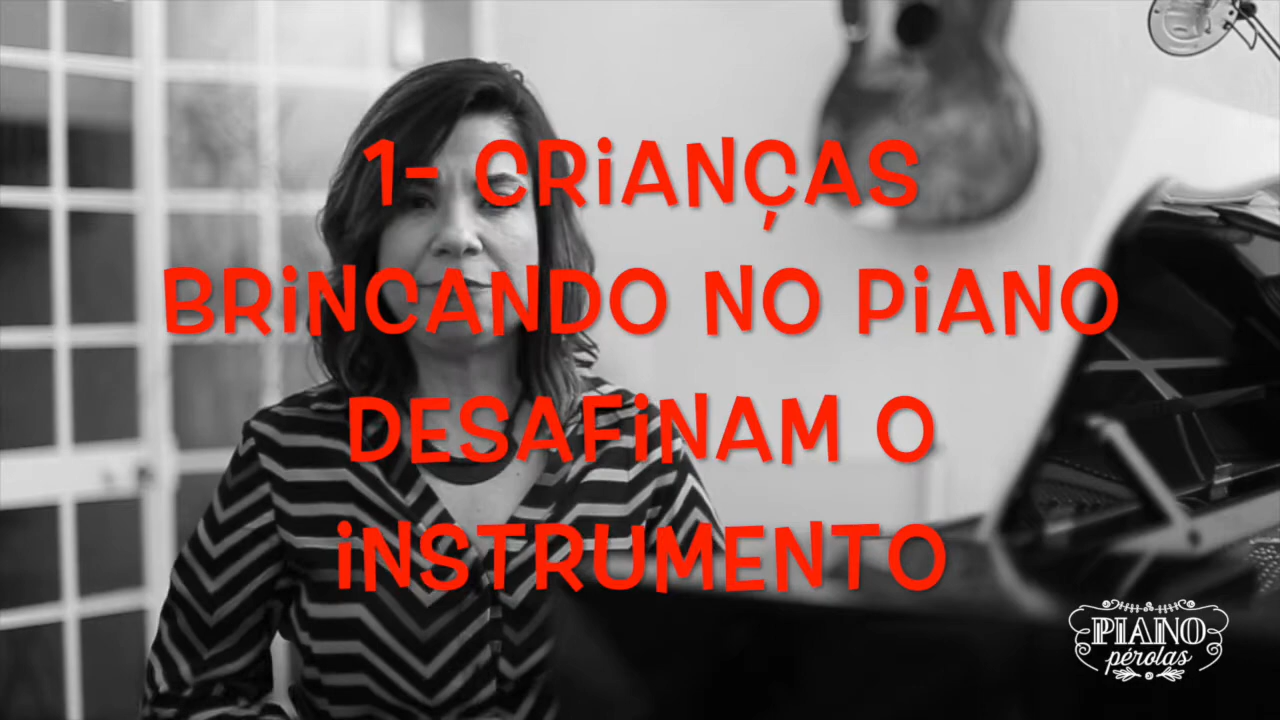 1- CRiANÇAS
BRiNCANDO NO PiANO
DESAFiNAM O
iNSTRUMENTO
PIANO
pérolas